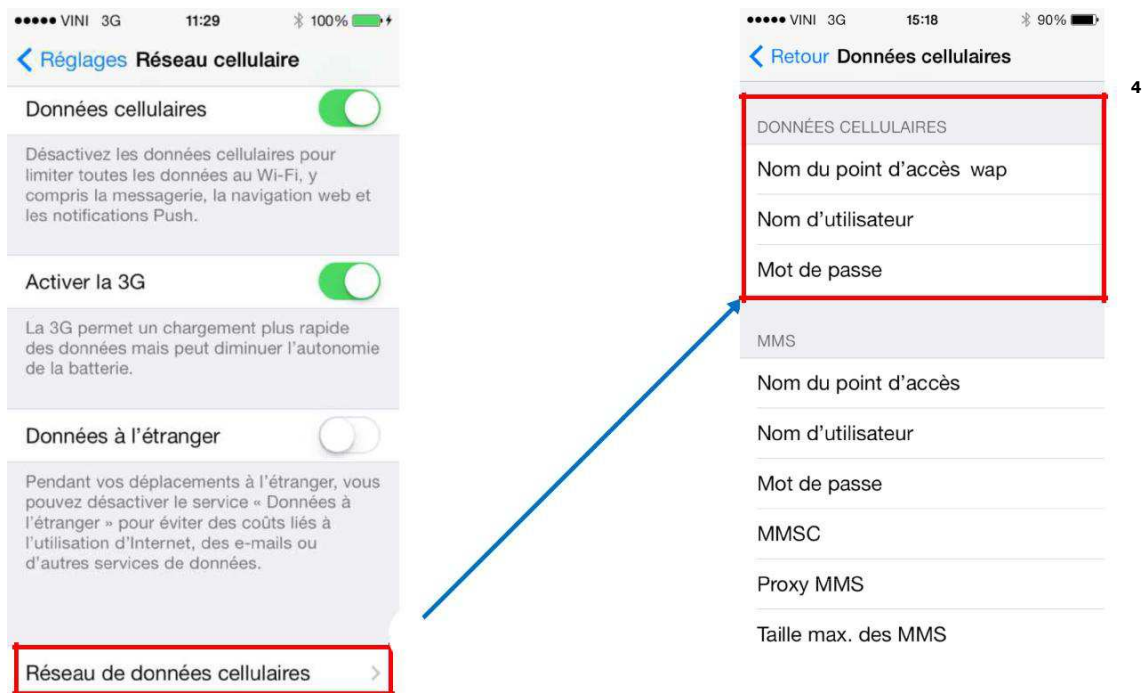 VINI 3G 11:29 100%
Réglages Réseau cellulaire
Données cellulaires
Désactivez les données cellulaires pour
limiter toutes les données au Wi-Fi, y
compris la messagerie, la navigation web et
les notifications Push.
Activer la 3G
La 3G permet un chargement plus rapide
des données mais peut diminuer l'autonomie
de la batterie.
Données à l'étranger
Pendant vos déplacements à l'étranger, vous
pouvez désactiver le service « Données à
l'étranger » pour éviter des coûts liés à
l'utilisation d'Internet, des e-mails ou
d'autres services de données.
Réseau de données cellulaires
VINI 3G 15:18 90%
Retour Données cellulaires
4
DONNÉES CELLULAIRES
Nom du point d'accès wap
Nom d'utilisateur
Mot de passe
MMS
Nom du point d'accès
Nom d'utilisateur
Mot de passe
MMSC
Proxy MMS
Taille max. des MMS